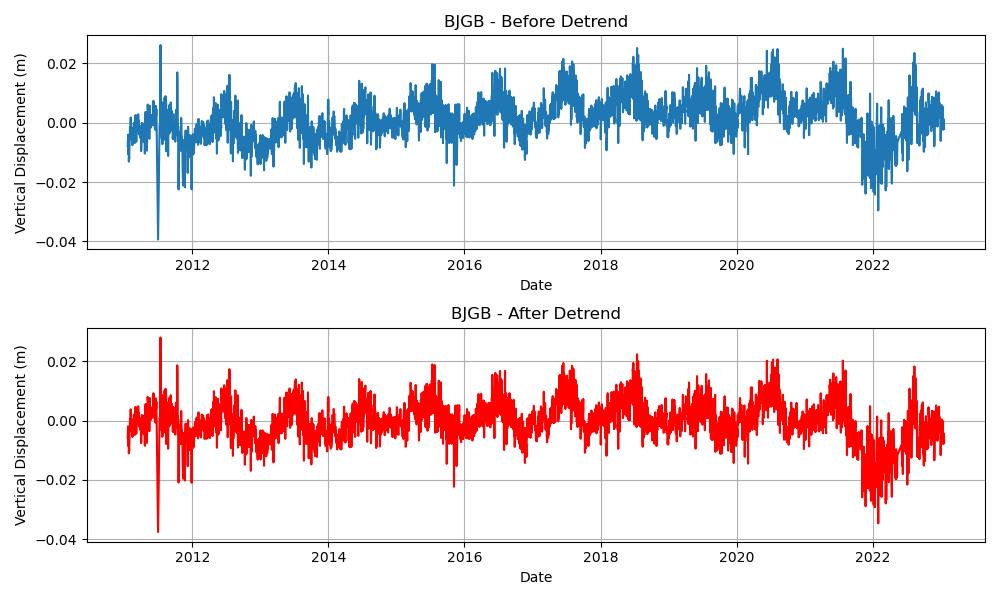 BJGB - Before Detrend
Vertical Displacement (m)
0.02
0.00
−0.02
−0.04
2012 2014 2016 2018 2020 2022
Date
BJGB - After Detrend
Vertical Displacement (m)
0.02
0.00
−0.02
−0.04
2012 2014 2016 2018 2020 2022
Date